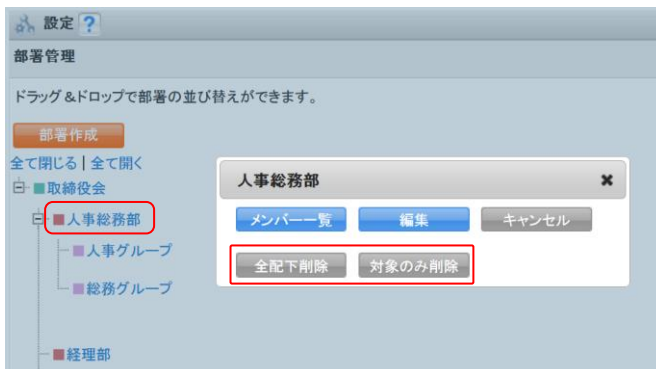 設定 ?
部署管理
ドラッグ&ドロップで部署の並び替えができます。
部署作成
全て閉じる | 全て開く
取締役会
人事総務部
人事グループ
総務グループ
経理部
人事総務部 ×
メンバー一覧 編集 キャンセル
全配下削除 対象のみ削除